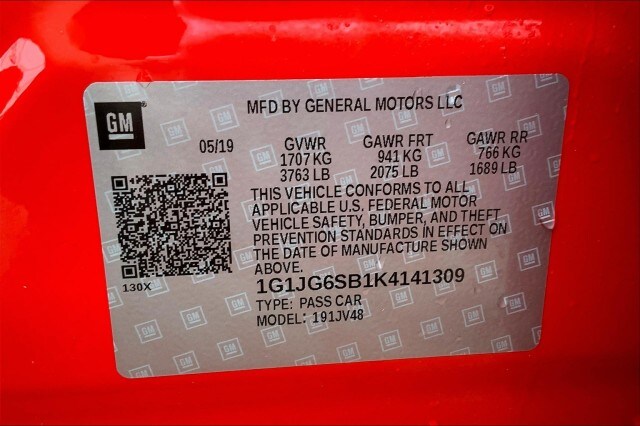 GM
MFD BY GENERAL MOTORS LLC
05/19 GVWR GAWR FRT GAWR RR
1707 KG 941 KG 766 KG
3763 LB 2075 LB 1689 LB
THIS VEHICLE CONFORMS TO ALL
APPLICABLE U.S. FEDERAL MOTOR
VEHICLE SAFETY, BUMPER, AND THEFT
PREVENTION STANDARDS IN EFFECT ON
THE DATE OF MANUFACTURE SHOWN
ABOVE.
130X
1G1JG6SB1K4141309
TYPE: PASS CAR
MODEL: 191JV48